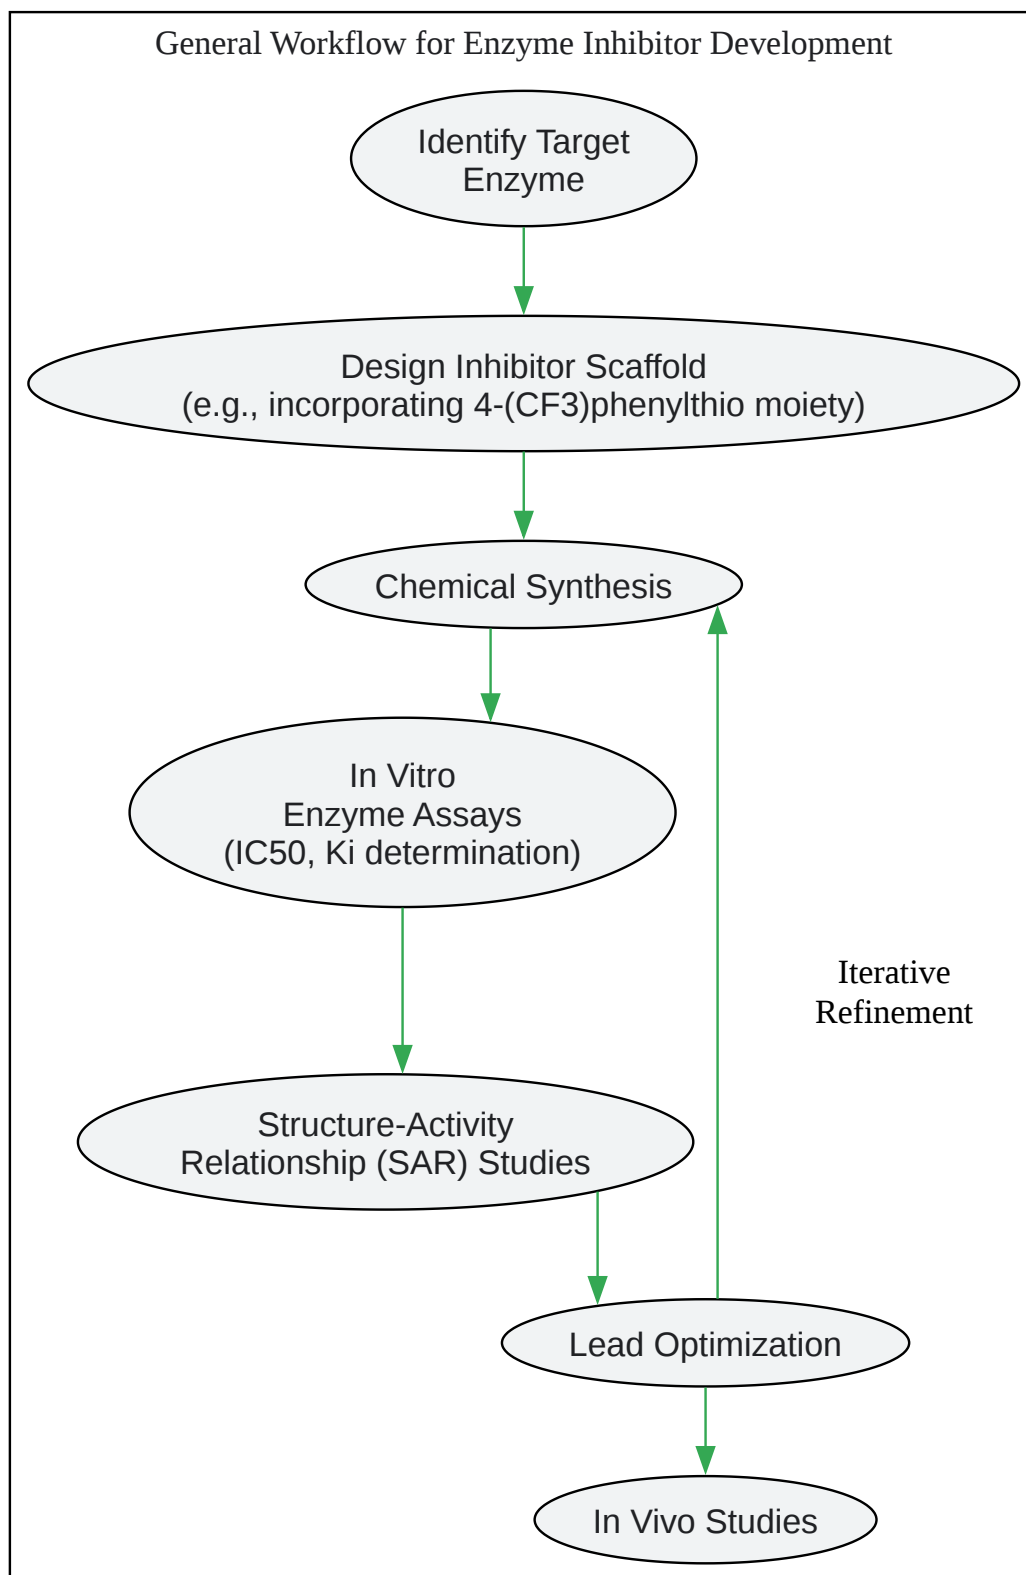 General Workflow for Enzyme Inhibitor Development
Identify Target
Enzyme
Design Inhibitor Scaffold
(e.g., incorporating 4-(CF3)phenylthio moiety)
Chemical Synthesis
In Vitro
Enzyme Assays
(IC50, Ki determination)
Iterative
Refinement
Structure-Activity
Relationship (SAR) Studies
Lead Optimization
In Vivo Studies